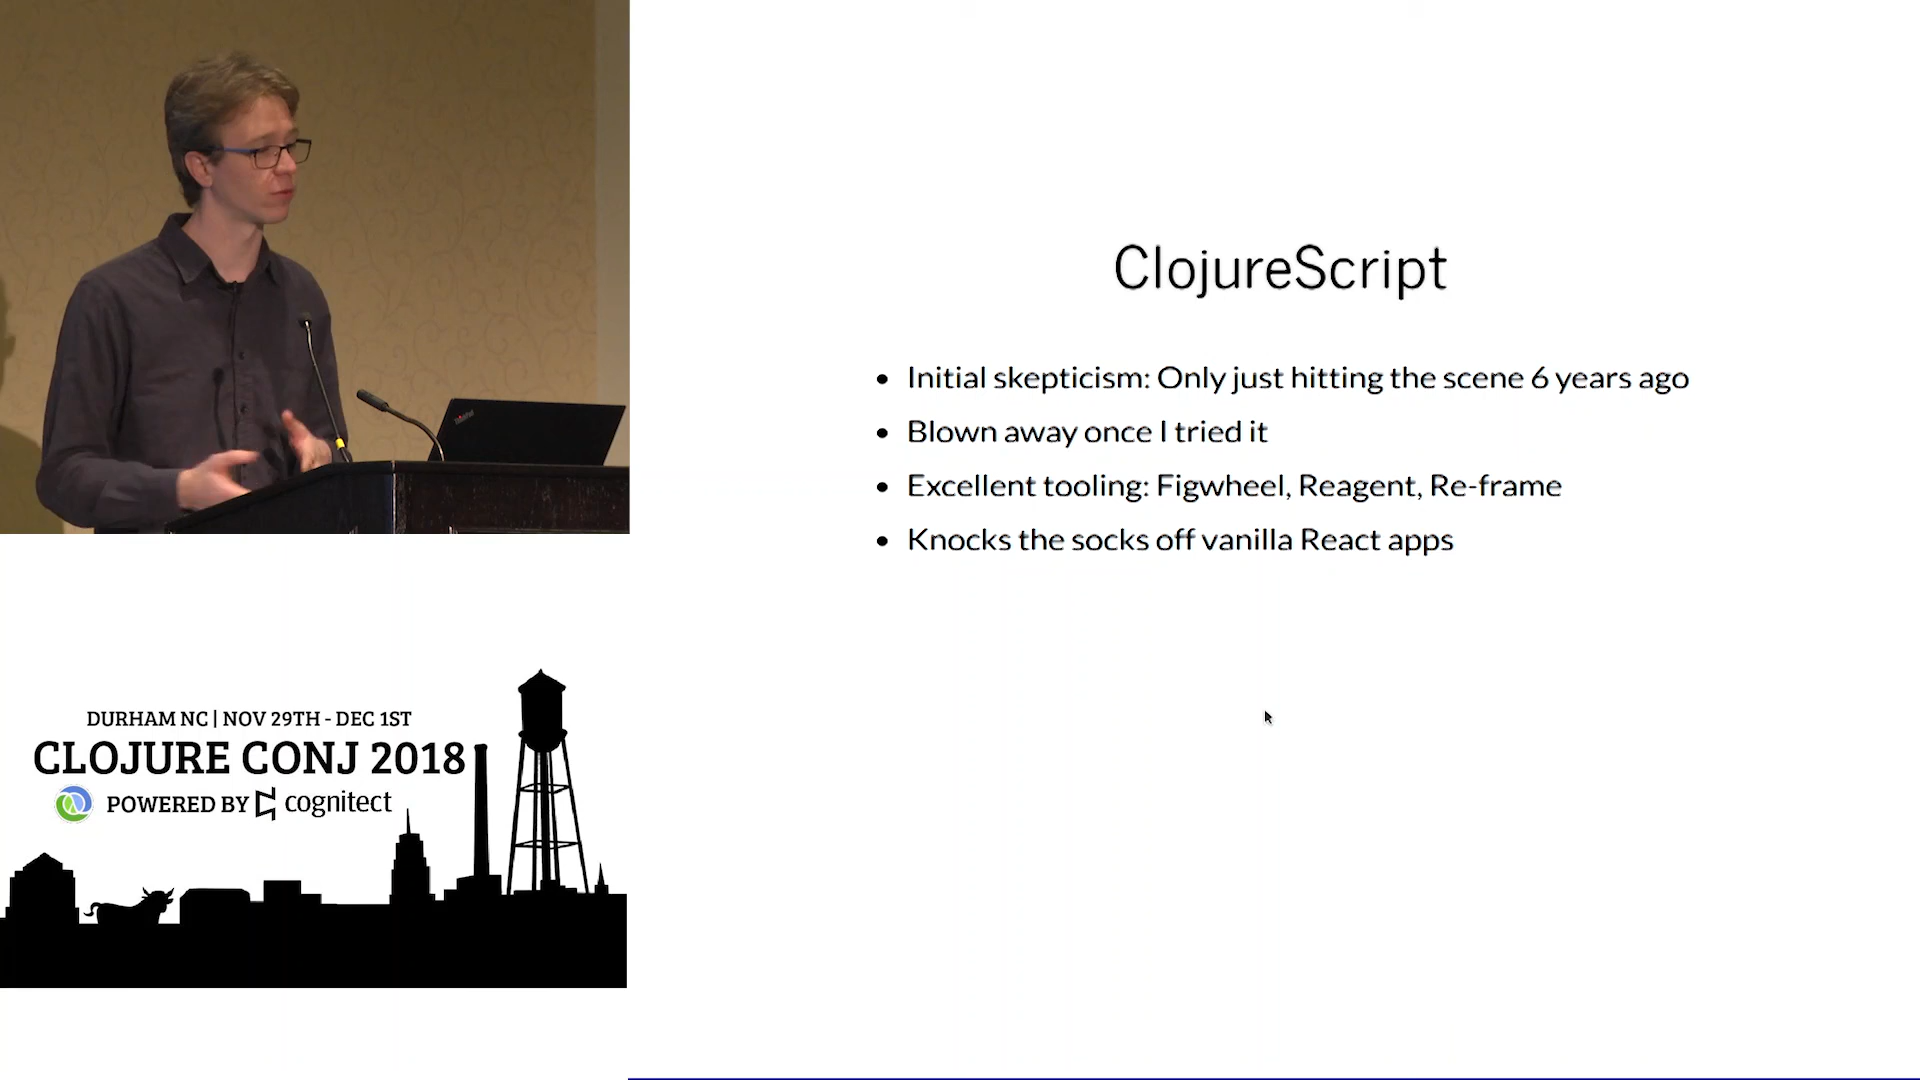 ClojureScript
Initial skepticism: Only just hitting the scene 6 years ago
Blown away once I tried it
Excellent tooling: Figwheel, Reagent, Re-frame
Knocks the socks off vanilla React apps
ThinkPad
DURHAM NC | NOV 29TH - DEC 1ST
CLOJURE CONJ 2018
POWERED BY cognitect